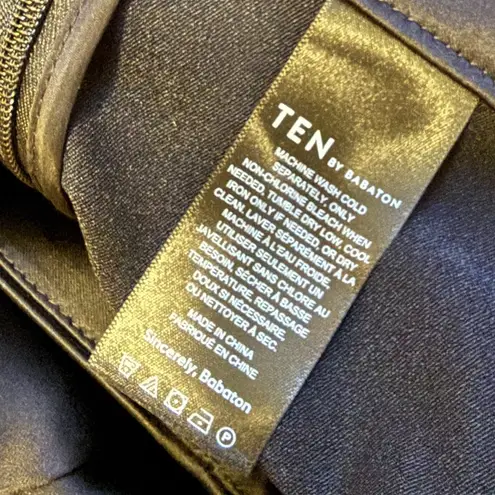 TEN BY BABATON
MACHINE WASH COLD
SEPARATELY, ONLY
NON-CHLORINE BLEACH WHEN
NEEDED, TUMBLE DRY LOW, COOL
IRON ONLY IF NEEDED, OR DRY
CLEAN. LAVER SÉPARÉMENT À LA
MACHINE À L'EAU FROIDE.
UTILISER SEULEMENT UN
JAVELLISANT SANS CHLORE AU
BESOIN, SÉCHER À BASSE
TEMPÉRATURE. REPASSAGE
DOUX SI NÉCESSAIRE.
OU NETTOYER À SEC.
MADE IN CHINA
FABRIQUÉ EN CHINE
Sincerely, Babaton
P